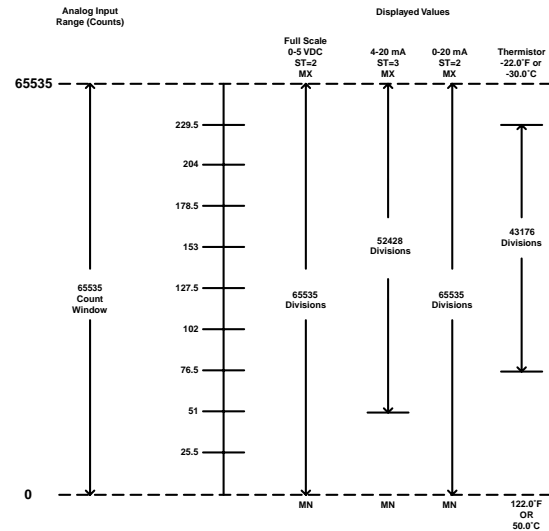 Analog Input
Range (Counts)
Displayed Values
Full Scale
0-5 VDC
ST=2
MX
4-20 mA
ST=3
MX
0-20 mA
ST=2
MX
Thermistor
-22.0°F OR
-30.0°C
65535
229.5
204
178.5
153
127.5
102
76.5
51
25.5
65535
Count
Window
65535
Divisions
52428
Divisions
65535
Divisions
43176
Divisions
0
MN
MN
122.0°F
OR
50.0°C